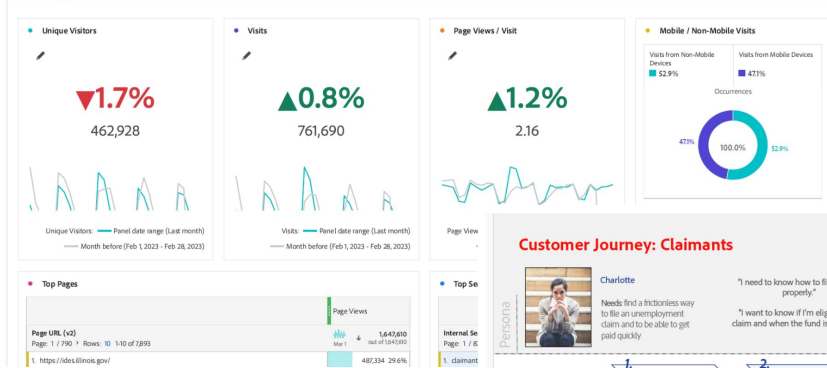 Unique Visitors
▼1.7%
462,928
Unique Visitors: Panel date range (Last month)
Month before (Feb 1, 2023 - Feb 28, 2023)
Visits
▲0.8%
761,690
Visits: Panel date range (Last month)
Month before (Feb 1, 2023 - Feb 28, 2023)
Page Views / Visit
▲1.2%
2.16
Page View
Mobile / Non-Mobile Visits
Visits from Non-Mobile
Devices
52.9%
Visits from Mobile Devices
47.1%
Occurrences
47.1%
100.0%
52.9%
Top Pages
Page Views
Page URL (v2)
Page: 1 / 790 > Rows: 10 1-10 of 7,893
Mar 1
↓ 1,647,610
out of 1,647,610
1. https://ides.illinois.gov/
487,334 29.6%
Top Se
Internal Se
Page: 1 / 8
1. claimant
Customer Journey: Claimants
Persona
Charlotte
Needs: find a frictionless way
to file an unemployment
claim and to be able to get
paid quickly
"I need to know how to fi
properly."
"I want to know if I'm elig
claim and when the fund is
1.
2.